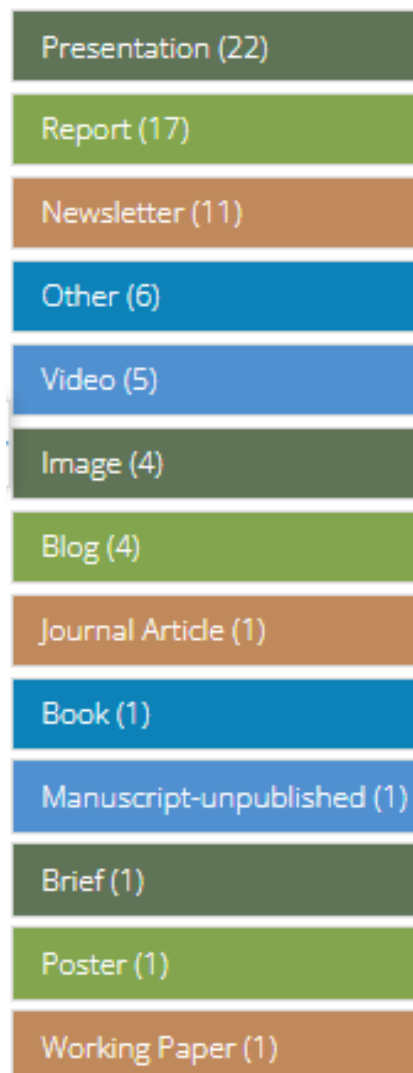 Presentation (22)
Report (17)
Newsletter (11)
Other (6)
Video (5)
Image (4)
Blog (4)
Journal Article (1)
Book (1)
Manuscript-unpublished (1)
Brief (1)
Poster (1)
Working Paper (1)